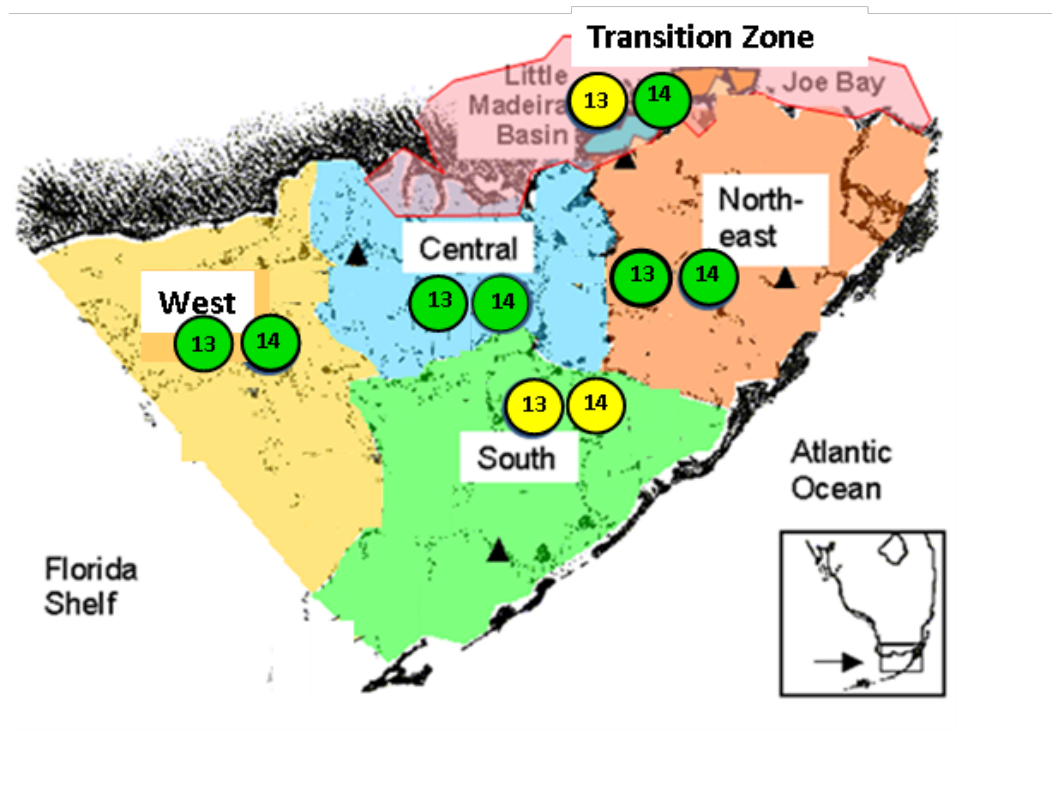 Transition Zone
Little
Madeira
Basin
13
14
Joe Bay
North-
east
13
14
Central
13
14
West
13
14
13
14
South
Atlantic
Ocean
Florida
Shelf